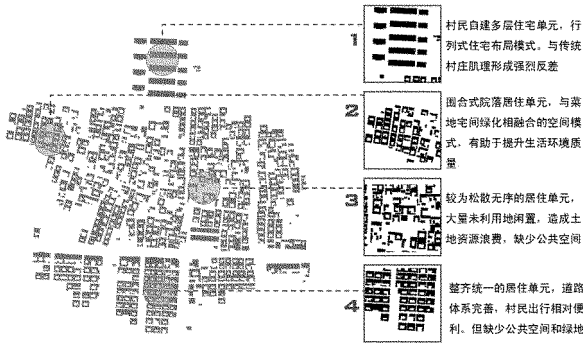 1
村民自建多层住宅单元，行
列式住宅布局模式。与传统
村庄肌理形成强烈反差
2
围合式院落居住单元，与菜
地宅间绿化相融合的空间模
式，有助于提升生活环境质
量
3
较为松散无序的居住单元，
大量未利用地闲置，造成土
地资源浪费，缺少公共空间
4
整齐统一的居住单元，道路
体系完善，村民出行相对便
利。但缺少公共空间和绿地